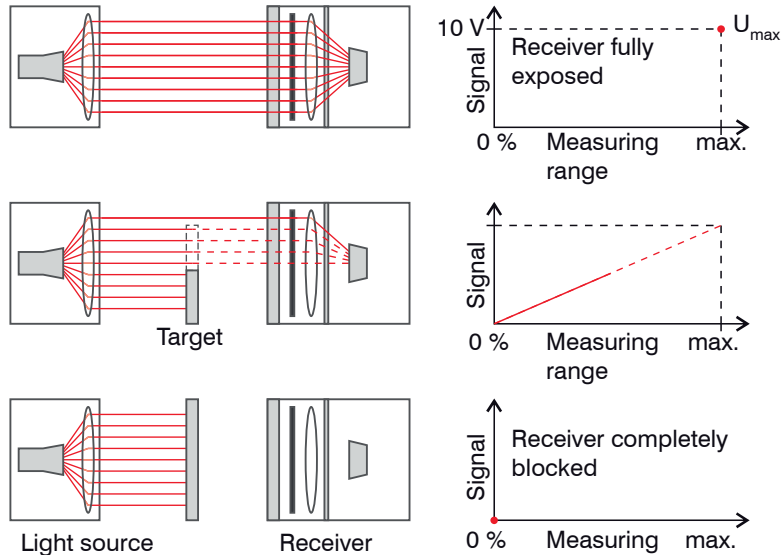 10 V
U max
Receiver fully
exposed
Signal
0 % Measuring max.
range
Signal
Target
0 % Measuring max.
range
Receiver completely
blocked
Signal
Light source
Receiver
0 % Measuring max.